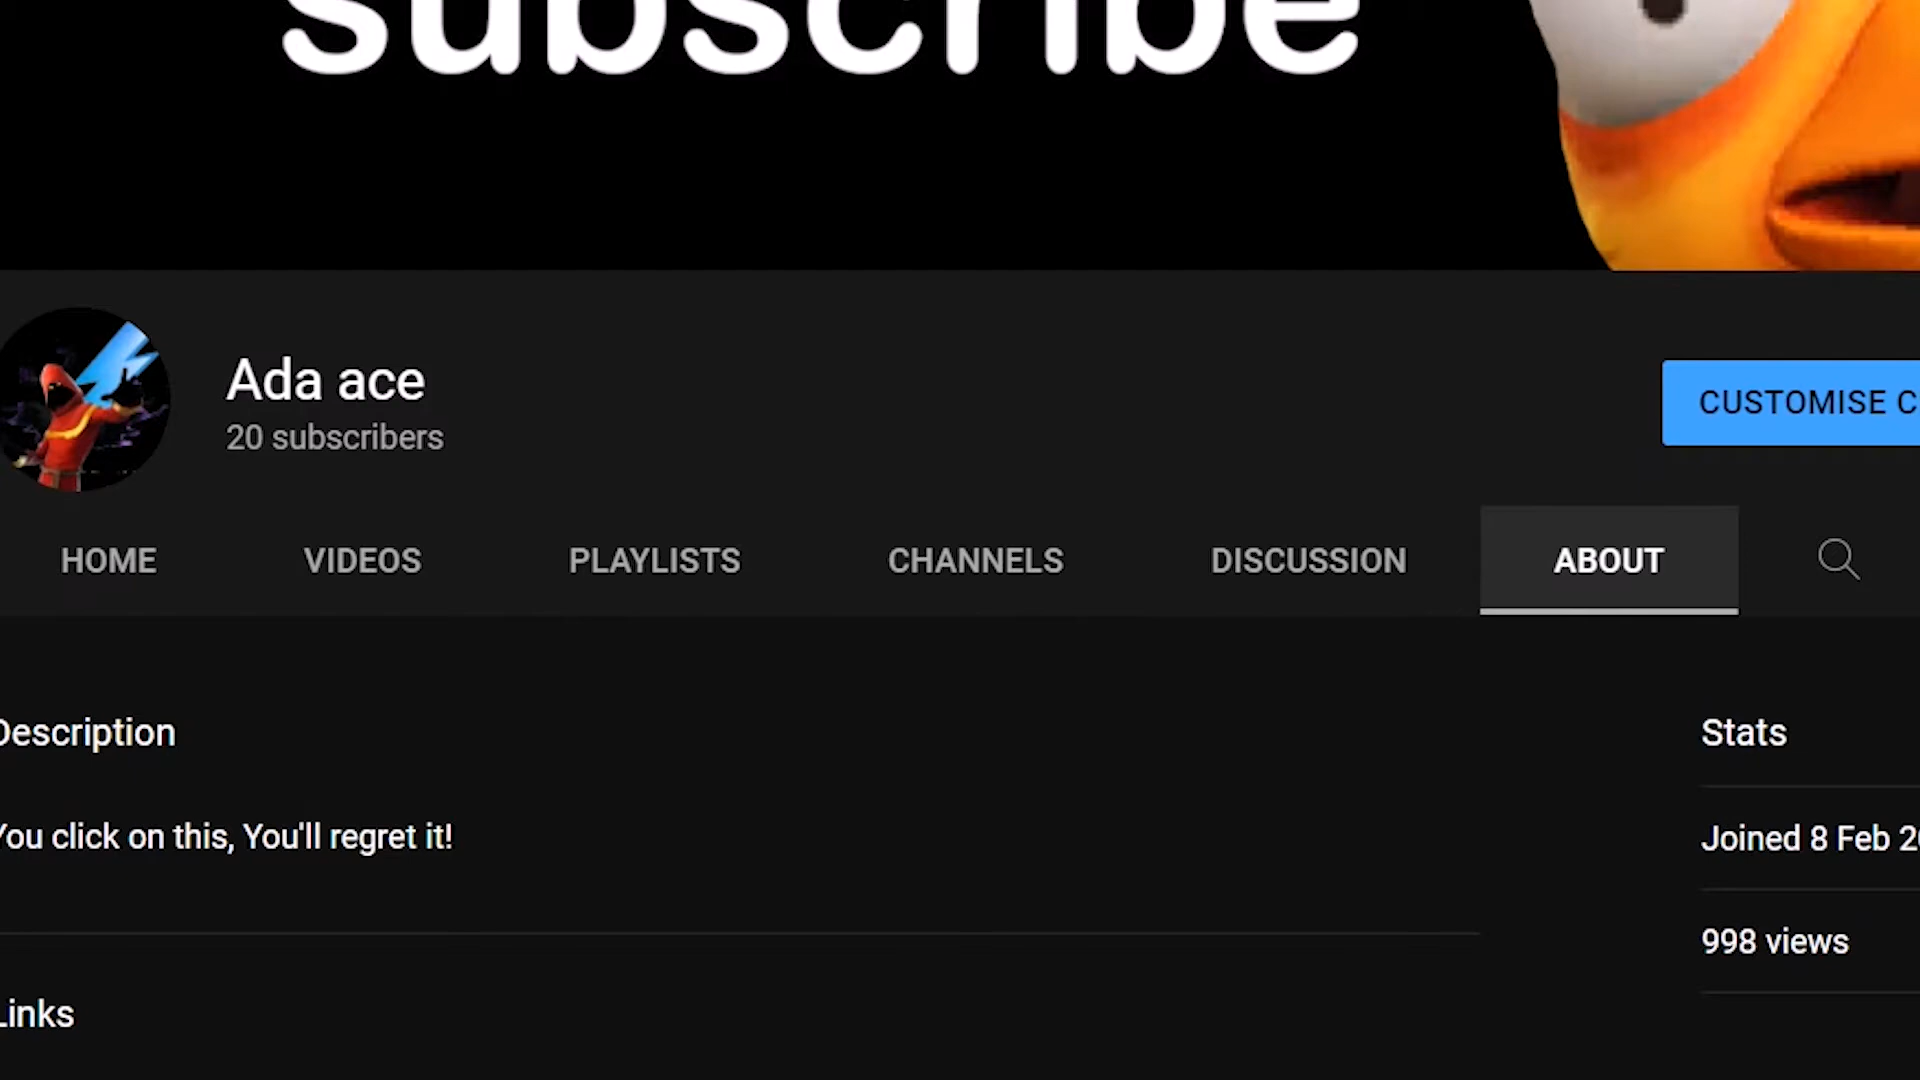 subscribe
Ada ace
20 subscribers
CUSTOMISE C
HOME VIDEOS PLAYLISTS CHANNELS DISCUSSION ABOUT
Description
You click on this, You'll regret it!
Stats
Joined 8 Feb 20
998 views
Links